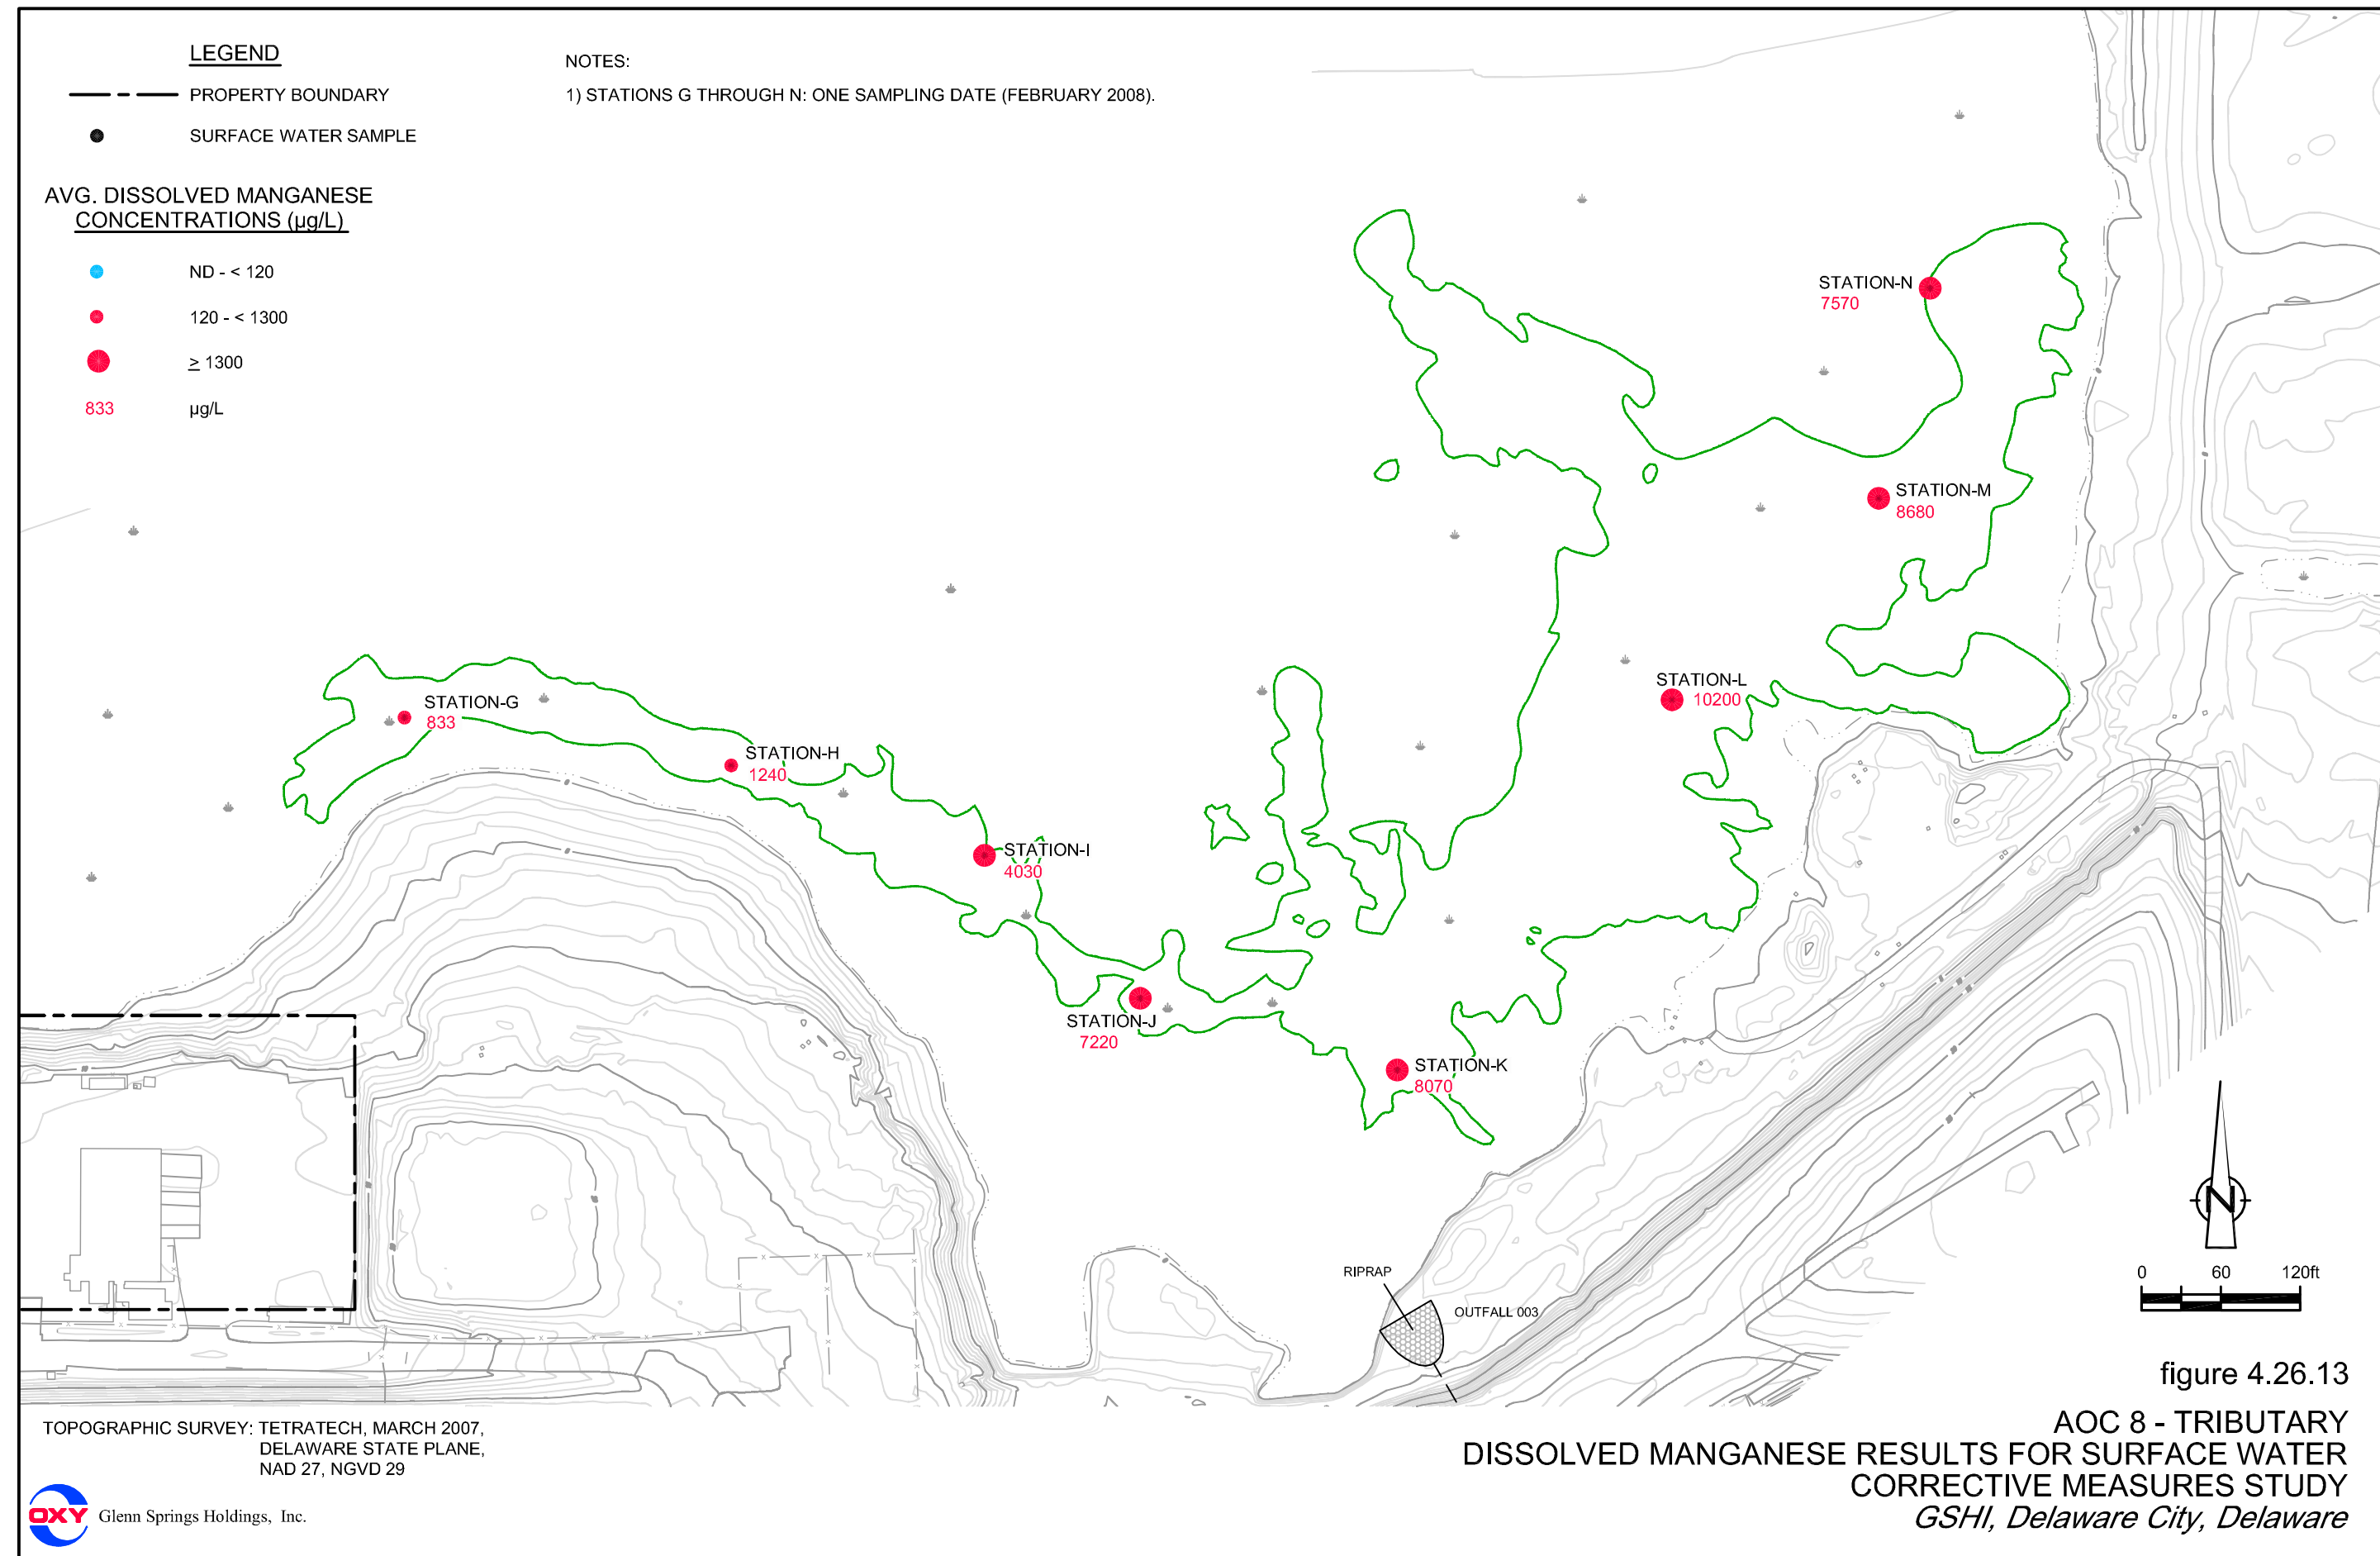 LEGEND
PROPERTY BOUNDARY
SURFACE WATER SAMPLE
AVG. DISSOLVED MANGANESE
CONCENTRATIONS (µg/L)
ND - < 120
120 - < 1300
≥ 1300
833 µg/L
NOTES:
1) STATIONS G THROUGH N: ONE SAMPLING DATE (FEBRUARY 2008).
STATION-N
7570
STATION-M
8680
STATION-L
10200
STATION-G
833
STATION-H
1240
STATION-I
4030
STATION-J
7220
STATION-K
8070
RIPRAP
OUTFALL 003
N
0 60 120ft
figure 4.26.13
AOC 8 - TRIBUTARY
DISSOLVED MANGANESE RESULTS FOR SURFACE WATER
CORRECTIVE MEASURES STUDY
GSHI, Delaware City, Delaware
TOPOGRAPHIC SURVEY: TETRATECH, MARCH 2007,
DELAWARE STATE PLANE,
NAD 27, NGVD 29
OXY Glenn Springs Holdings, Inc.